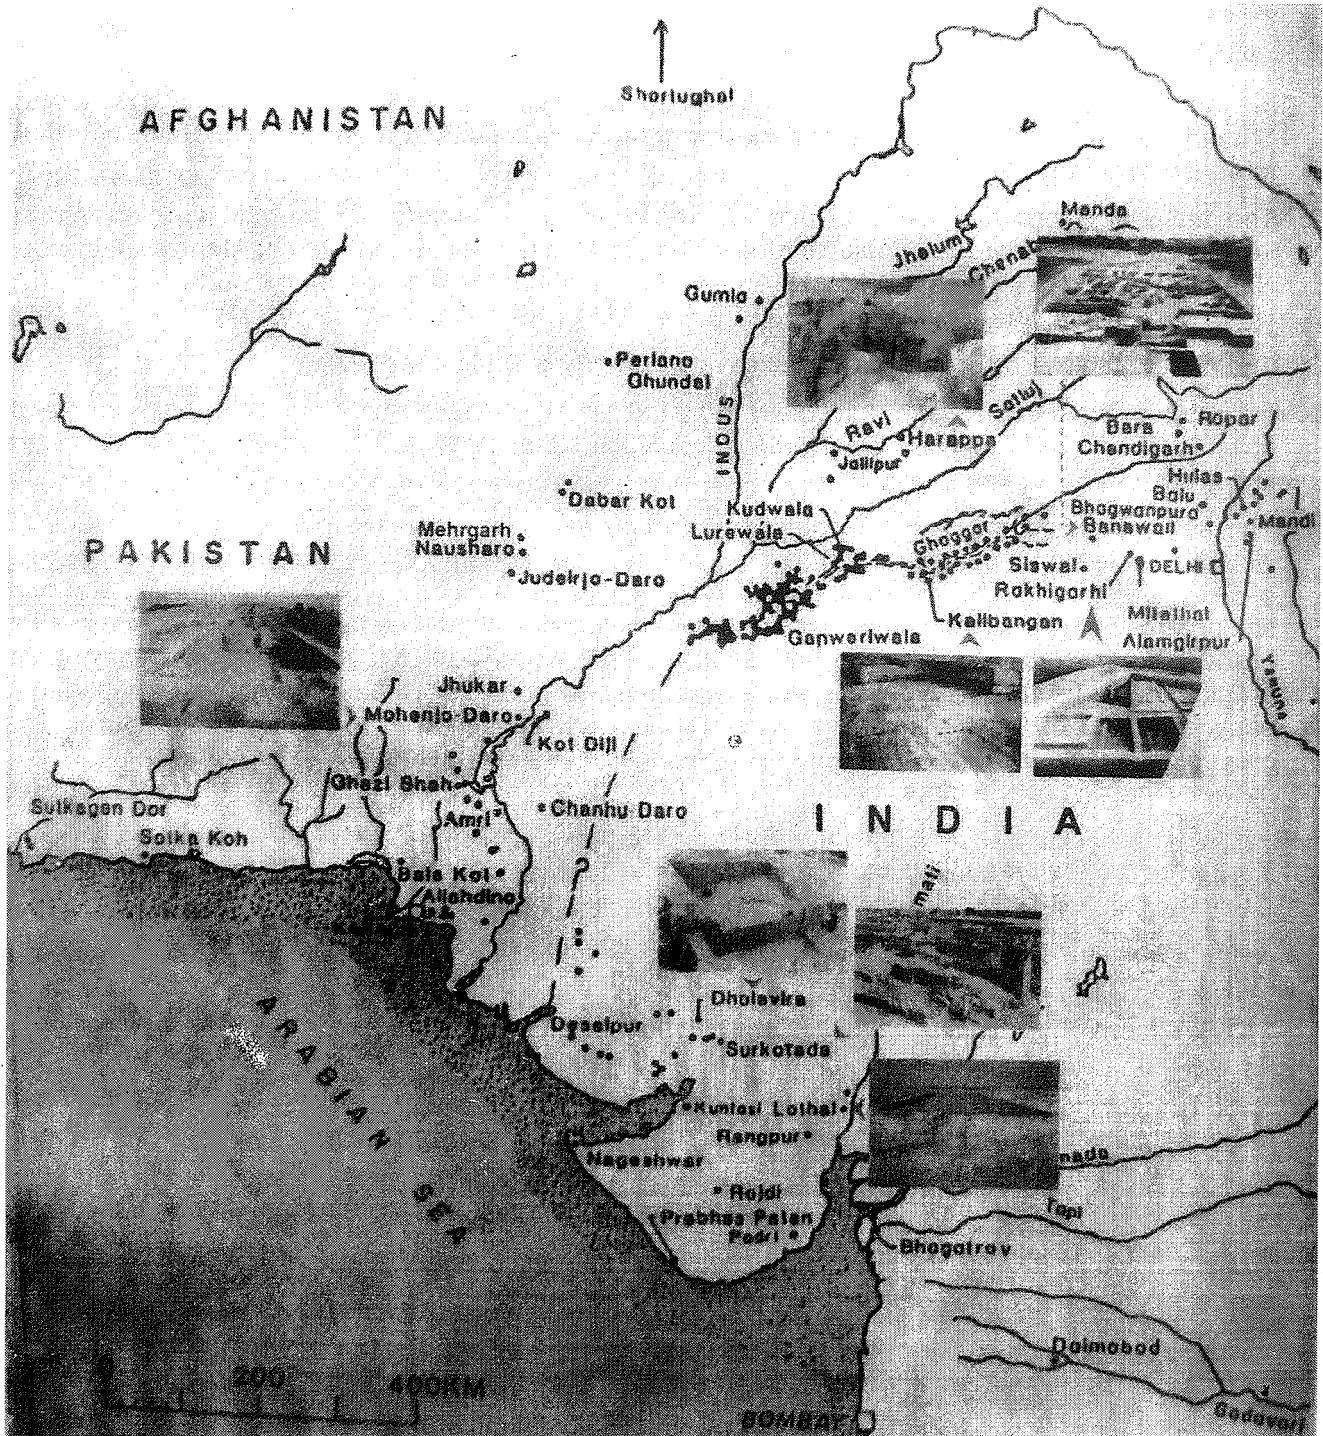 Shortughai
AFGHANISTAN
Manda
Jhelum
Chenab
Gumla
Periano
Ghundai
INDUS
Satluj
Ravi
Harappa
Jalilpur
Bara
Ropar
Chandigarh
Dabar Kot
Hulas
Balu
Kudwala
Bhagwanpura
Mandi
Mehrgarh
Lurewala
Ghaggar
Banawali
PAKISTAN
Nausharo
Judeirjo-Daro
Siswal
DELHI
Rakhigarhi
Kalibangan
Mitathal
Ganweriwala
Alamgirpur
Yamuna
Jhukar
Mohenjo-Daro
Kot Diji
Ghazi Shah
Sutkagen Dor
Chanhu Daro
Amri
INDIA
Sotka Koh
Bala Kot
Allahdino
mati
ARABIAN SEA
Dholavira
Desalpur
Surkotada
Kuntasi Lothal
Rangpur
Nageshwar
Rojdi
Prabhas Patan
Padri
Tapi
Bhagatrav
Daimabad
200
400KM
BOMBAY
Godavari